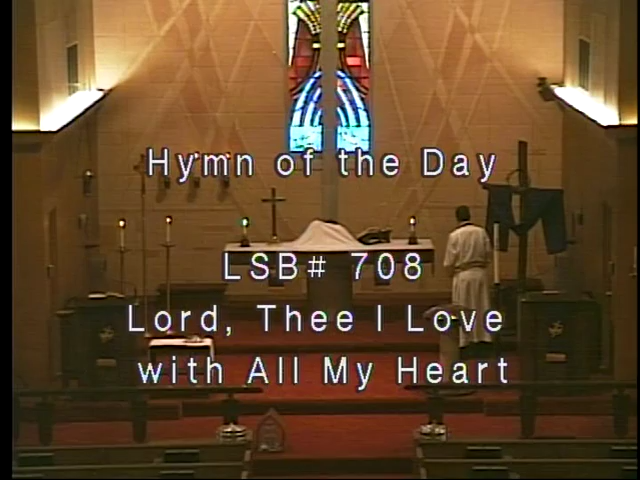 Hymn of the Day
LSB# 708
Lord, Thee I Love
with All My Heart